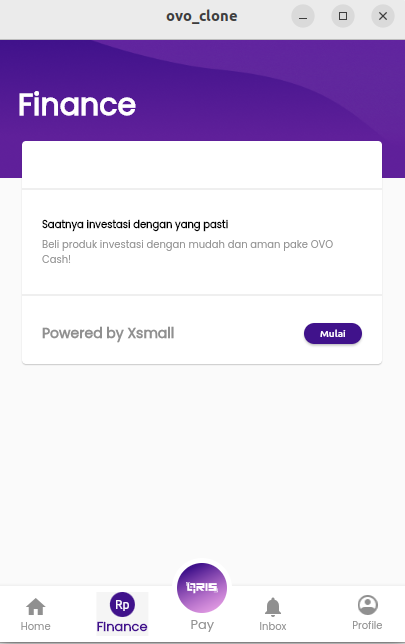 ovo_clone
Finance
Saatnya investasi dengan yang pasti
Beli produk investasi dengan mudah dan aman pake OVO
Cash!
Powered by Xsmall
Mulai
Rp
QRIS
Home
Finance
Pay
Inbox
Profile